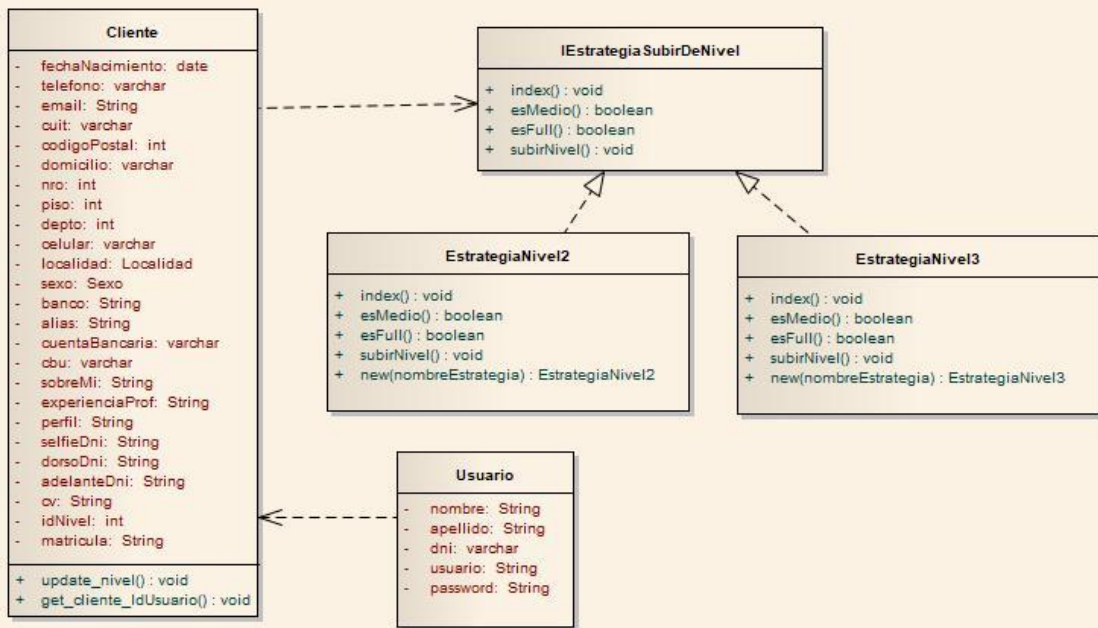 Cliente
- fechaNacimiento: date
- telefono: varchar
- email: String
- cuit: varchar
- codigoPostal: int
- domicilio: varchar
- nro: int
- piso: int
- depto: int
- celular: varchar
- localidad: Localidad
- sexo: Sexo
- banco: String
- alias: String
- cuentaBancaria: varchar
- cbu: varchar
- sobreMi: String
- experienciaProf: String
- perfil: String
- selfieDni: String
- dorsoDni: String
- adelanteDni: String
- cv: String
- idNivel: int
- matricula: String
+ update_nivel() : void
+ get_cliente_IdUsuario() : void
IEstrategiaSubirDeNivel
+ index() : void
+ esMedio() : boolean
+ esFull() : boolean
+ subirNivel() : void
EstrategiaNivel2
+ index() : void
+ esMedio() : boolean
+ esFull() : boolean
+ subirNivel() : void
+ new(nombreEstrategia) : EstrategiaNivel2
EstrategiaNivel3
+ index() : void
+ esMedio() : boolean
+ esFull() : boolean
+ subirNivel() : void
+ new(nombreEstrategia) : EstrategiaNivel3
Usuario
- nombre: String
- apellido: String
- dni: varchar
- usuario: String
- password: String